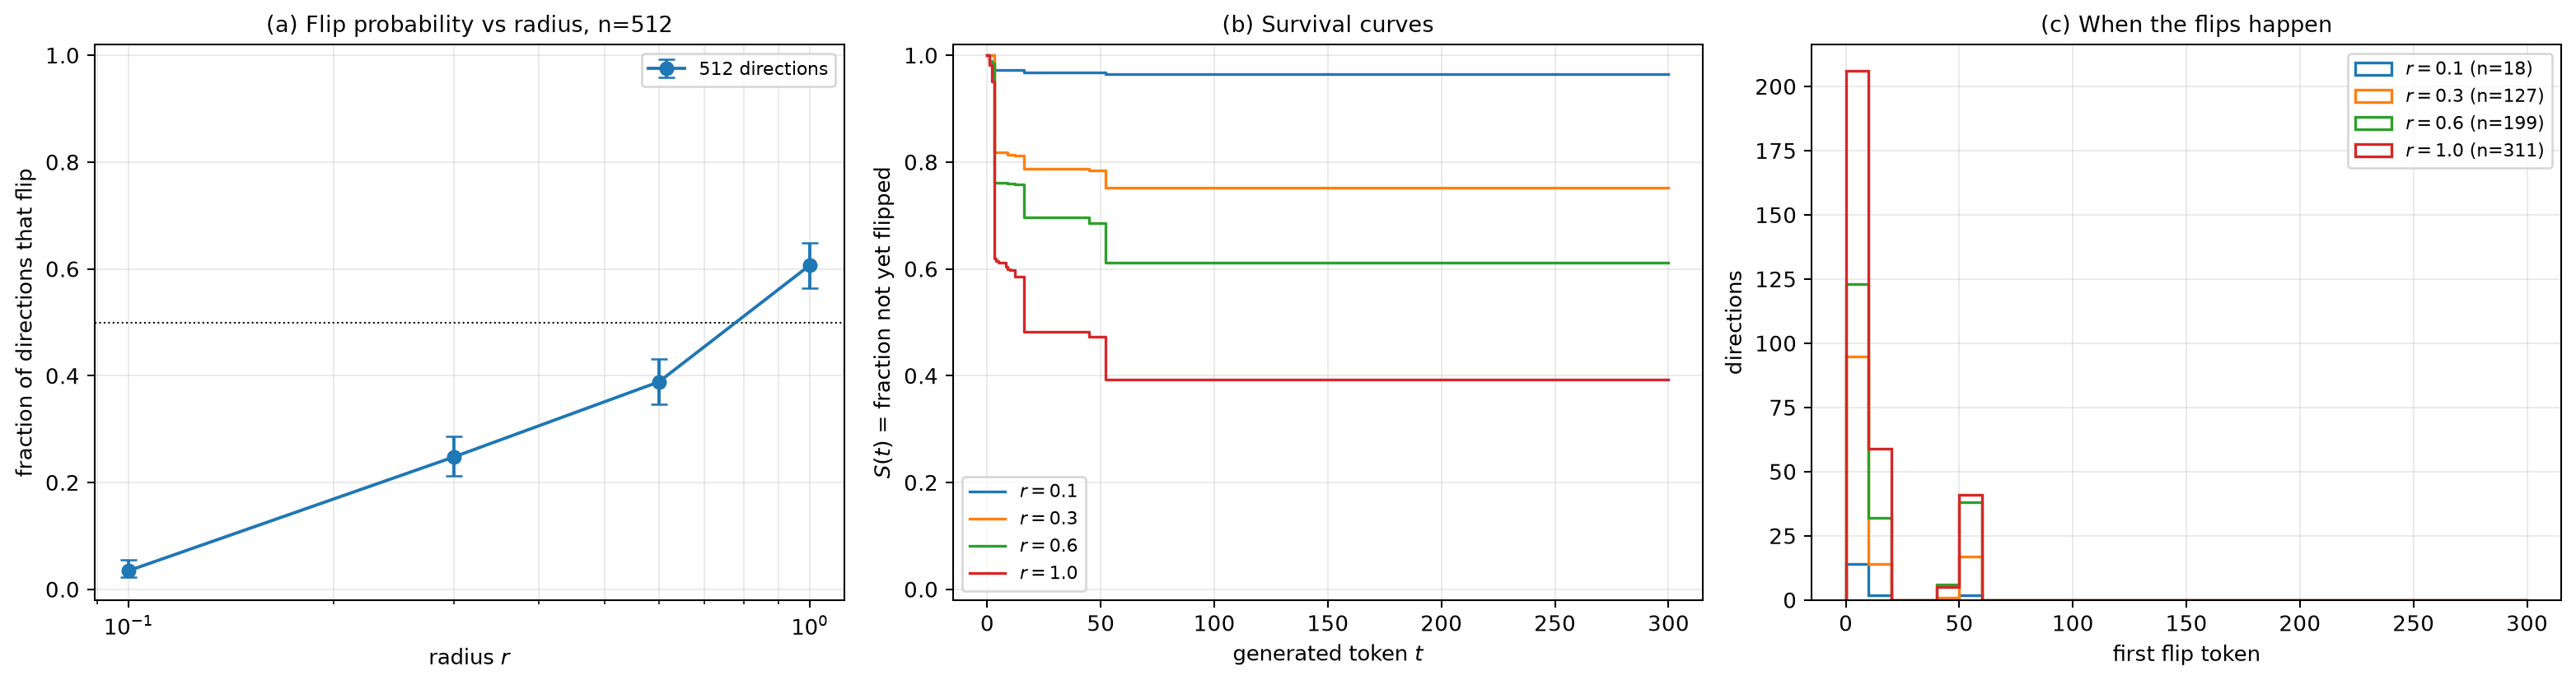 (a) Flip probability vs radius, n=512
fraction of directions that flip
1.0
0.8
0.6
0.4
0.2
0.0
512 directions
10⁻¹
10⁰
radius r
(b) Survival curves
S(t) = fraction not yet flipped
1.0
0.8
0.6
0.4
0.2
0.0
r = 0.1
r = 0.3
r = 0.6
r = 1.0
0 50 100 150 200 250 300
generated token t
(c) When the flips happen
directions
200
175
150
125
100
75
50
25
0
r = 0.1 (n=18)
r = 0.3 (n=127)
r = 0.6 (n=199)
r = 1.0 (n=311)
0 50 100 150 200 250 300
first flip token